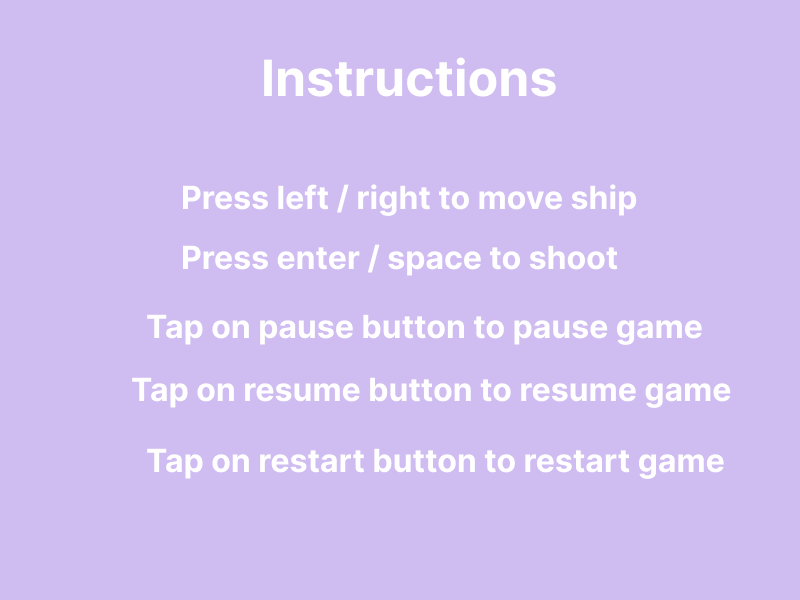 Instructions
Press left / right to move ship
Press enter / space to shoot
Tap on pause button to pause game
Tap on resume button to resume game
Tap on restart button to restart game